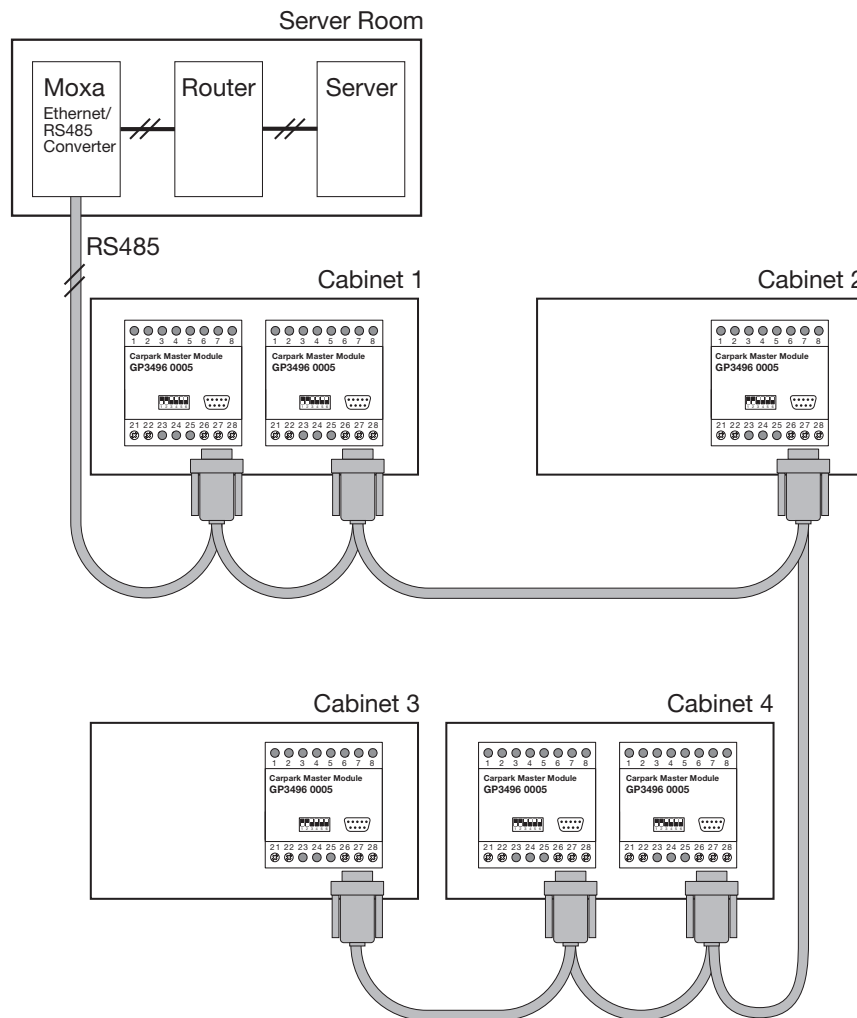 Server Room
Moxa
Ethernet/
RS485
Converter
Router
Server
RS485
Cabinet 1
1 2 3 4 5 6 7 8
Carpark Master Module
GP3496 0005
21 22 23 24 25 26 27 28
1 2 3 4 5 6 7 8
Carpark Master Module
GP3496 0005
21 22 23 24 25 26 27 28
Cabinet 2
1 2 3 4 5 6 7 8
Carpark Master Module
GP3496 0005
21 22 23 24 25 26 27 28
Cabinet 3
1 2 3 4 5 6 7 8
Carpark Master Module
GP3496 0005
21 22 23 24 25 26 27 28
Cabinet 4
1 2 3 4 5 6 7 8
Carpark Master Module
GP3496 0005
21 22 23 24 25 26 27 28
1 2 3 4 5 6 7 8
Carpark Master Module
GP3496 0005
21 22 23 24 25 26 27 28